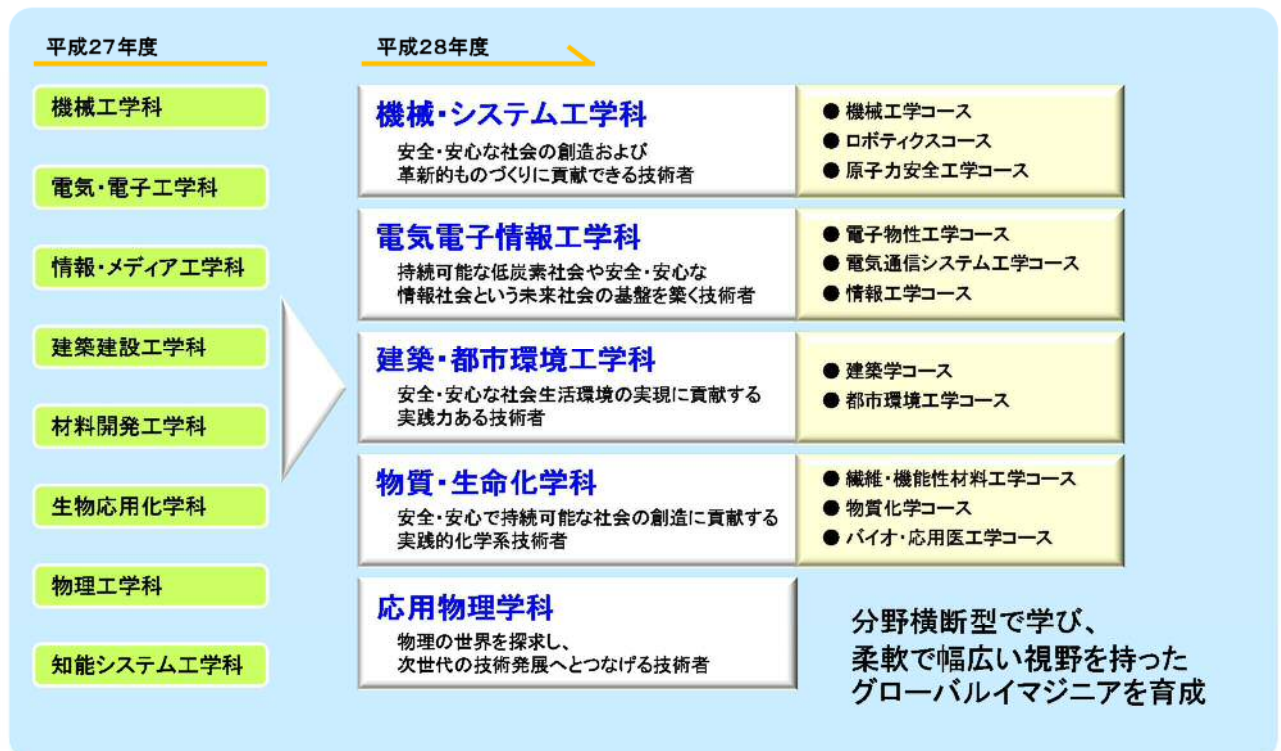 平成27年度
機械工学科
電気・電子工学科
情報・メディア工学科
建築建設工学科
材料開発工学科
生物応用化学科
物理工学科
知能システム工学科
平成28年度
機械・システム工学科
安全・安心な社会の創造および
革新的ものづくりに貢献できる技術者
● 機械工学コース
● ロボティクスコース
● 原子力安全工学コース
電気電子情報工学科
持続可能な低炭素社会や安全・安心な
情報社会という未来社会の基盤を築く技術者
● 電子物性工学コース
● 電気通信システム工学コース
● 情報工学コース
建築・都市環境工学科
安全・安心な社会生活環境の実現に貢献する
実践力ある技術者
● 建築学コース
● 都市環境工学コース
物質・生命化学科
安全・安心で持続可能な社会の創造に貢献する
実践的化学系技術者
● 繊維・機能性材料工学コース
● 物質化学コース
● バイオ・応用医工学コース
応用物理学科
物理の世界を探求し、
次世代の技術発展へとつなげる技術者
分野横断型で学び、
柔軟で幅広い視野を持った
グローバルイマジニアを育成